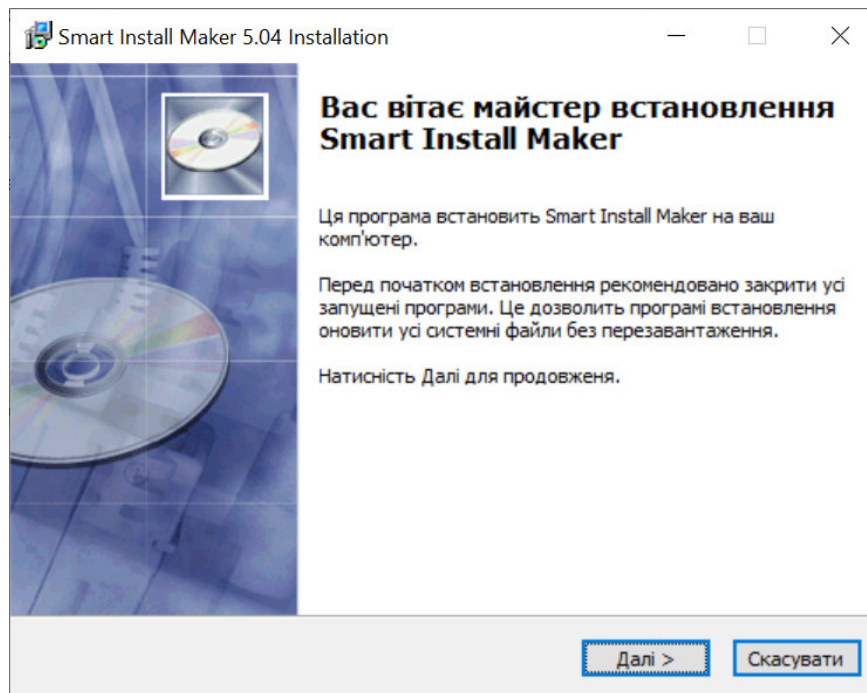 Smart Install Maker 5.04 Installation
Вас вітає майстер встановлення
Smart Install Maker
Ця програма встановить Smart Install Maker на ваш
комп'ютер.
Перед початком встановлення рекомендовано закрити усі
запущені програми. Це дозволить програмі встановлення
оновити усі системні файли без перезавантаження.
Натисність Далі для продовженя.
Далі >
Скасувати